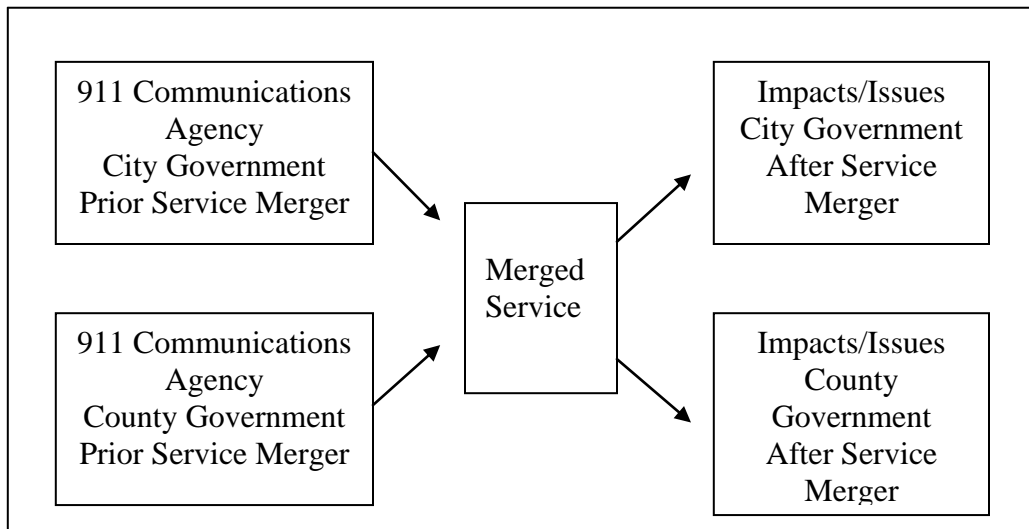 911 Communications
Agency
City Government
Prior Service Merger
911 Communications
Agency
County Government
Prior Service Merger
Merged
Service
Impacts/Issues
City Government
After Service
Merger
Impacts/Issues
County
Government
After Service
Merger